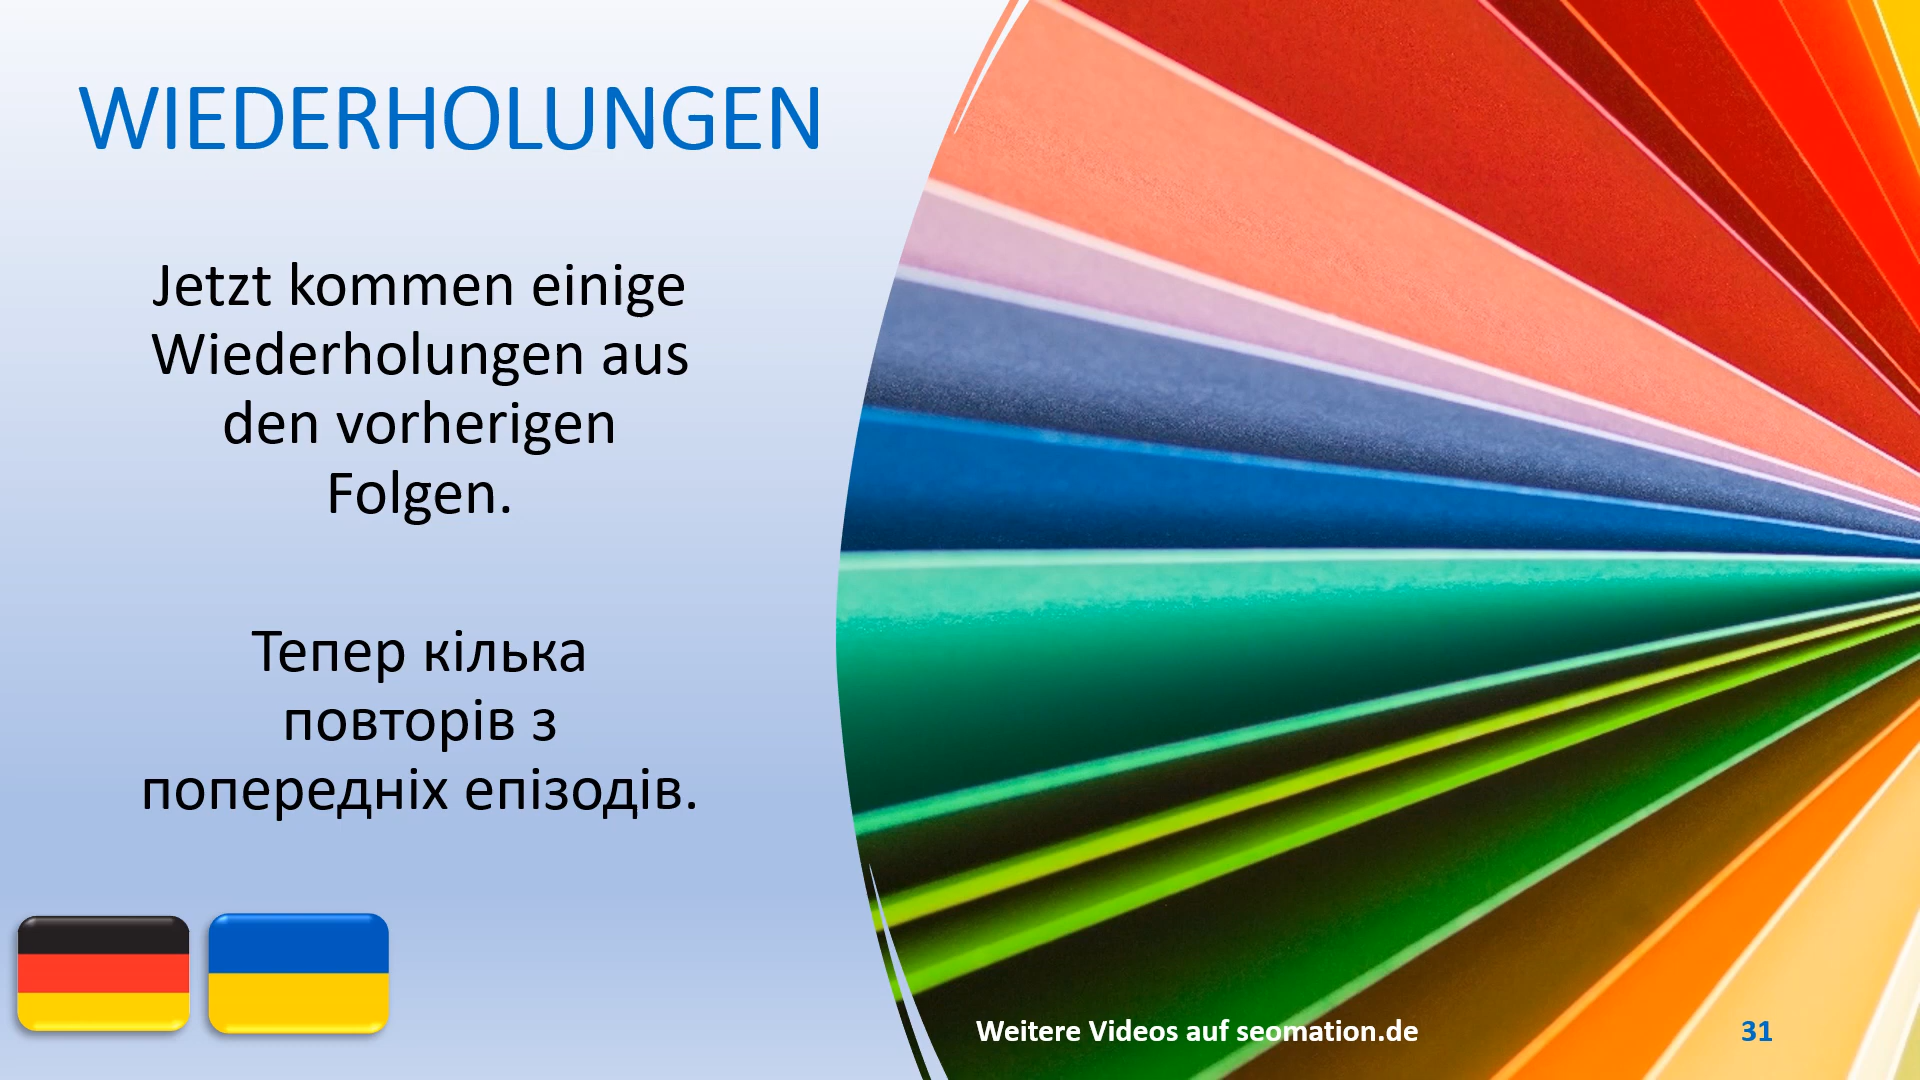 WIEDERHOLUNGEN
Jetzt kommen einige
Wiederholungen aus
den vorherigen
Folgen.
Тепер кілька
повторів з
попередніх епізодів.
Weitere Videos auf seomation.de
31